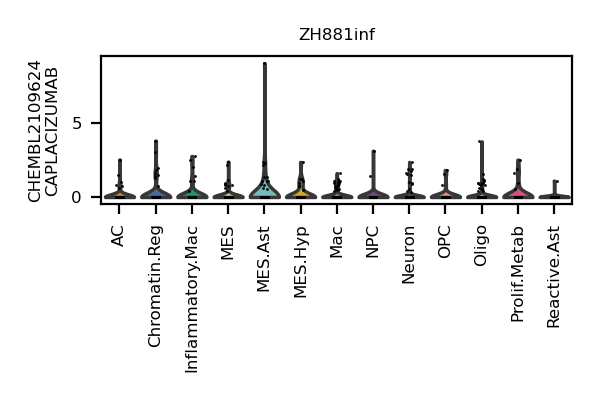 ZH881inf
CHEMBL2109624
CAPLACIZUMAB
5
0
AC
Chromatin.Reg
Inflammatory.Mac
MES
MES.Ast
MES.Hyp
Mac
NPC
Neuron
OPC
Oligo
Prolif.Metab
Reactive.Ast